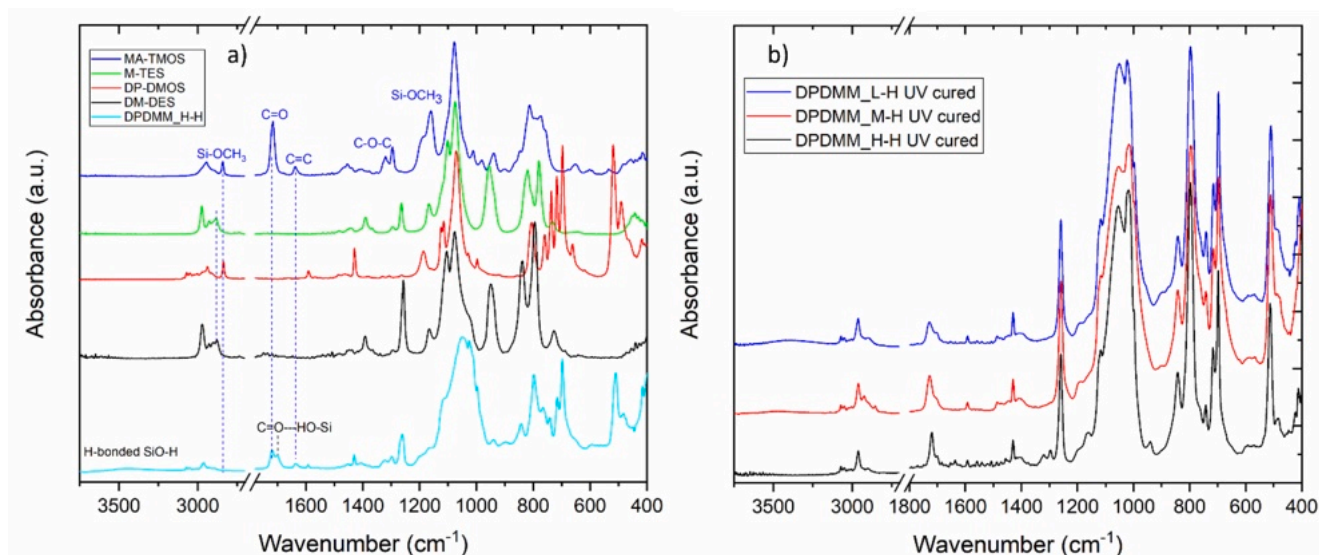 a)
MA-TMOS
M-TES
DP-DMOS
DM-DES
DPDMM_H-H
Si-OCH₃
C=O
C=C
C-O-C
Si-OCH₃
C=O---HO-Si
H-bonded SiO-H
Absorbance (a.u.)
3500 3000 1600 1400 1200 1000 800 600 400
Wavenumber (cm⁻¹)
b)
DPDMM_L-H UV cured
DPDMM_M-H UV cured
DPDMM_H-H UV cured
Absorbance (a.u.)
3500 3000 1600 1400 1200 1000 800 600 400
Wavenumber (cm⁻¹)